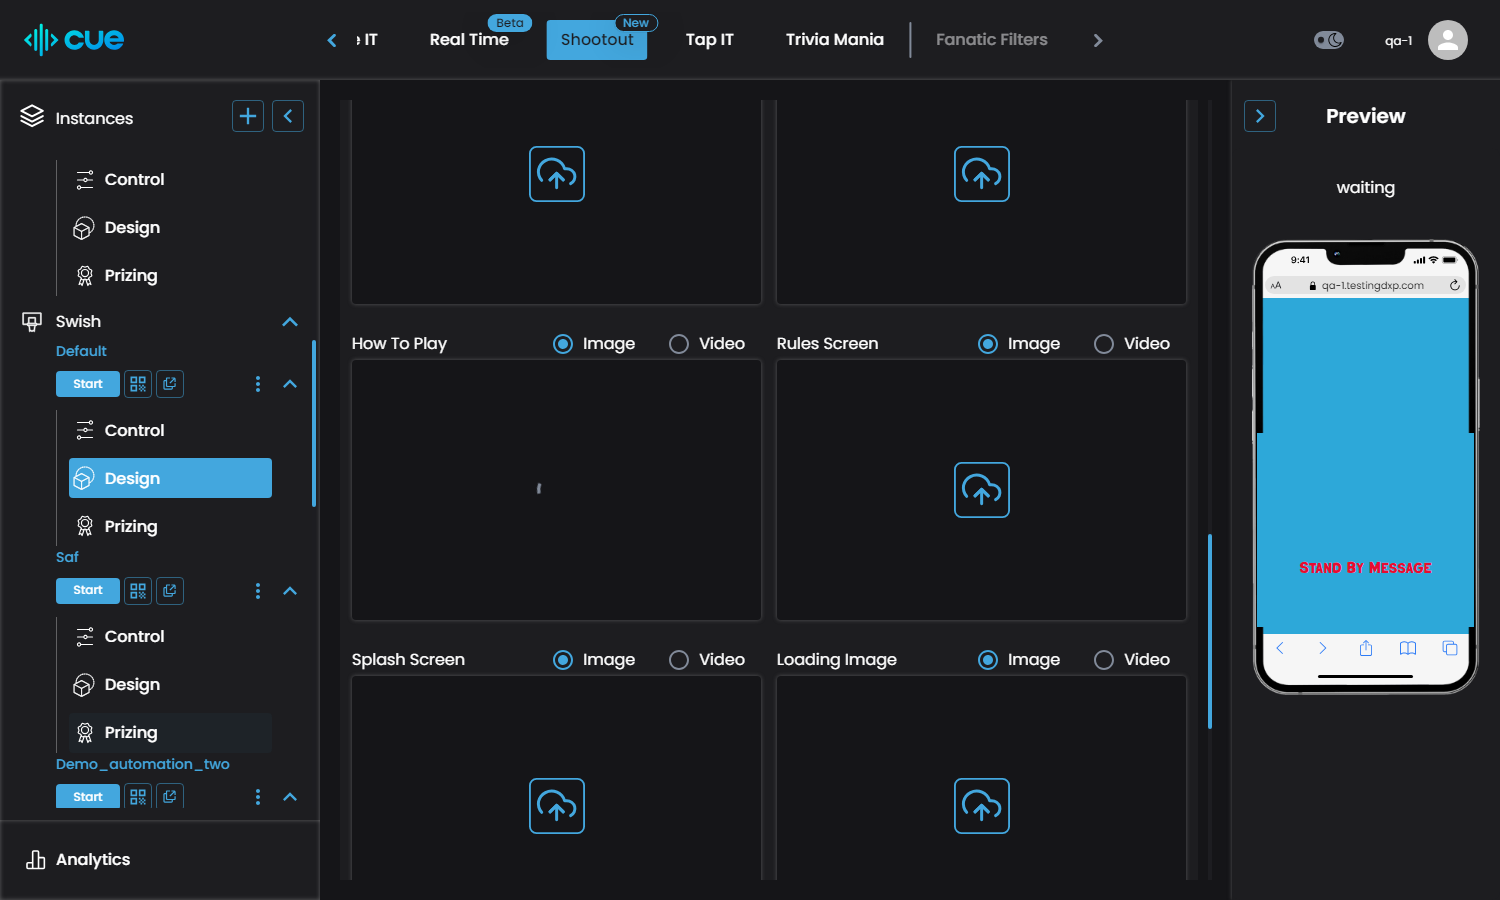 cue
IT
Real Time
Beta
Shootout
New
Tap IT
Trivia Mania
Fanatic Filters
qa-1
Instances
Control
Design
Prizing
Swish
Default
Start
Control
Design
Prizing
Saf
Start
Control
Design
Prizing
Demo_automation_two
Start
Analytics
How To Play
Image
Video
Rules Screen
Image
Video
Splash Screen
Image
Video
Loading Image
Image
Video
Preview
waiting
9:41
AA
qa-1.testingdxp.com
Stand By Message